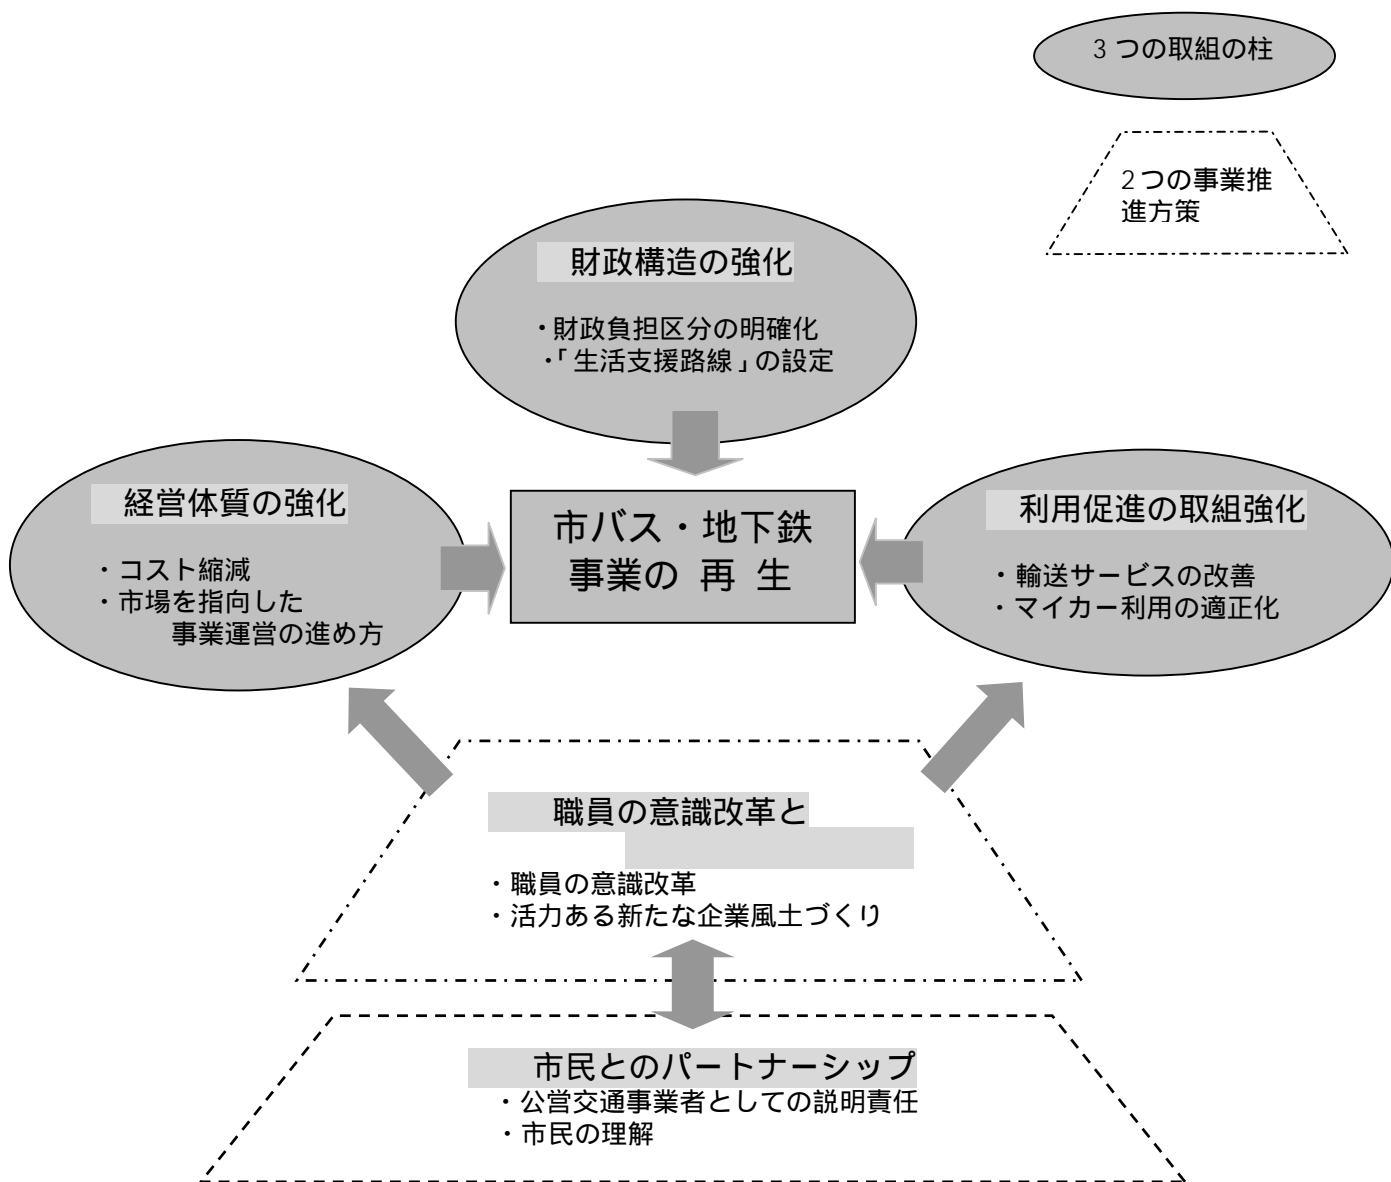 3 つの取組の柱
2つの事業推
進方策
財政構造の強化
・財政負担区分の明確化
・「生活支援路線」の設定
経営体質の強化
・コスト縮減
・市場を指向した
事業運営の進め方
市バス・地下鉄
事業の 再 生
利用促進の取組強化
・輸送サービスの改善
・マイカー利用の適正化
職員の意識改革と
・職員の意識改革
・活力ある新たな企業風土づくり
市民とのパートナーシップ
・公営交通事業者としての説明責任
・市民の理解